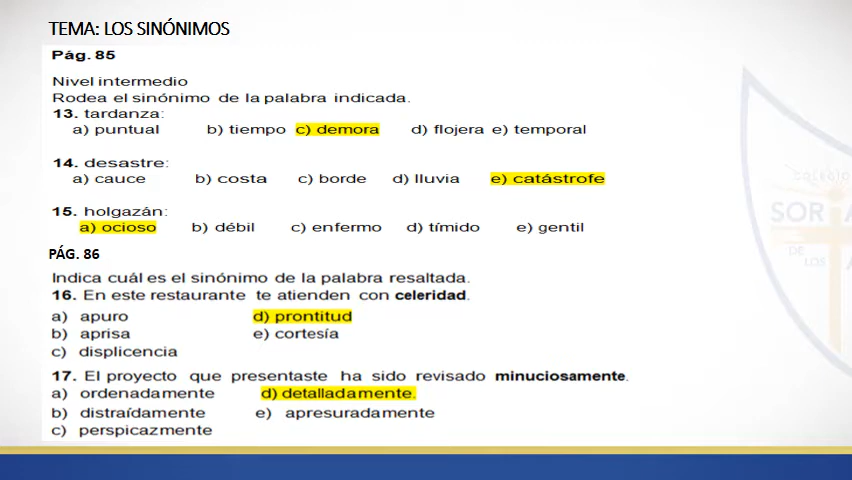 TEMA: LOS SINÓNIMOS
Pág. 85
Nivel intermedio
Rodea el sinónimo de la palabra indicada.
13. tardanza:
a) puntual b) tiempo c) demora d) flojera e) temporal
14. desastre:
a) cauce b) costa c) borde d) lluvia e) catástrofe
15. holgazán:
a) ocioso b) débil c) enfermo d) tímido e) gentil
PÁG. 86
Indica cuál es el sinónimo de la palabra resaltada.
16. En este restaurante te atienden con celeridad.
a) apuro d) prontitud
b) aprisa e) cortesía
c) displicencia
17. El proyecto que presentaste ha sido revisado minuciosamente.
a) ordenadamente d) detalladamente.
b) distraídamente e) apresuradamente
c) perspicazmente
SOR
DE LOS